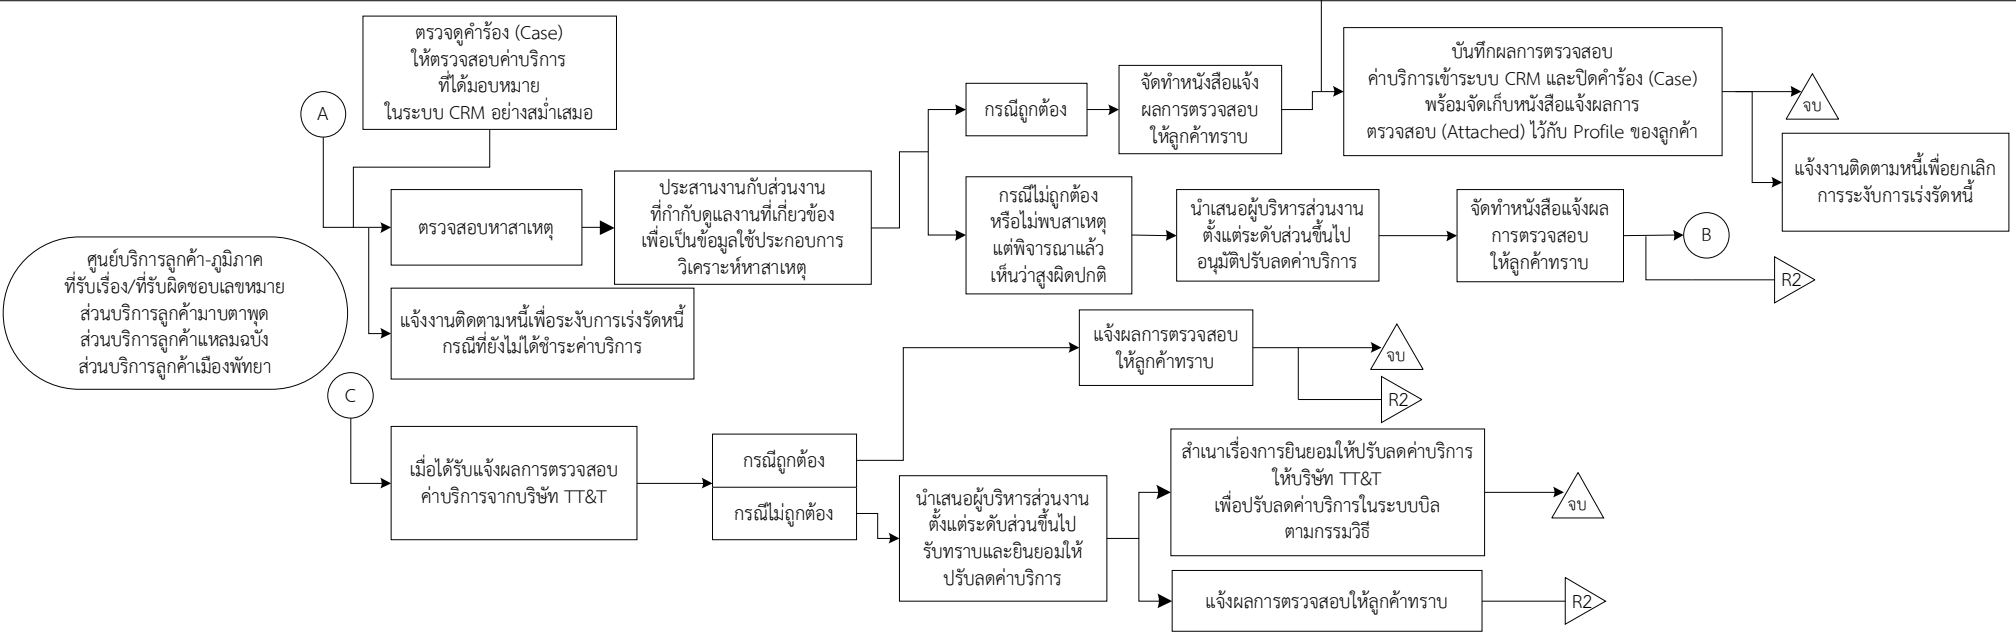 ตรวจดูคำร้อง (Case)
ให้ตรวจสอบค่าบริการ
ที่ได้มอบหมาย
ในระบบ CRM อย่างสม่ำเสมอ
A
ตรวจสอบหาสาเหตุ
ประสานงานกับส่วนงาน
ที่กำกับดูแลงานที่เกี่ยวข้อง
เพื่อเป็นข้อมูลใช้ประกอบการ
วิเคราะห์หาสาเหตุ
กรณีถูกต้อง
จัดทำหนังสือแจ้ง
ผลการตรวจสอบ
ให้ลูกค้าทราบ
บันทึกผลการตรวจสอบ
ค่าบริการเข้าระบบ CRM และปิดคำร้อง (Case)
พร้อมจัดเก็บหนังสือแจ้งผลการ
ตรวจสอบ (Attached) ไว้กับ Profile ของลูกค้า
จบ
แจ้งงานติดตามหนี้เพื่อยกเลิก
การระงับการเร่งรัดหนี้
กรณีไม่ถูกต้อง
หรือไม่พบสาเหตุ
แต่พิจารณาแล้ว
เห็นว่าสูงผิดปกติ
นำเสนอผู้บริหารส่วนงาน
ตั้งแต่ระดับส่วนขึ้นไป
อนุมัติปรับลดค่าบริการ
จัดทำหนังสือแจ้งผล
การตรวจสอบ
ให้ลูกค้าทราบ
B
R2
ศูนย์บริการลูกค้า-ภูมิภาค
ที่รับเรื่อง/ที่รับผิดชอบเลขหมาย
ส่วนบริการลูกค้ามาบตาพุด
ส่วนบริการลูกค้าแหลมฉบัง
ส่วนบริการลูกค้าเมืองพัทยา
แจ้งงานติดตามหนี้เพื่อระงับการเร่งรัดหนี้
กรณีที่ยังไม่ได้ชำระค่าบริการ
C
เมื่อได้รับแจ้งผลการตรวจสอบ
ค่าบริการจากบริษัท TT&T
กรณีถูกต้อง
กรณีไม่ถูกต้อง
แจ้งผลการตรวจสอบ
ให้ลูกค้าทราบ
จบ
R2
นำเสนอผู้บริหารส่วนงาน
ตั้งแต่ระดับส่วนขึ้นไป
รับทราบและยินยอมให้
ปรับลดค่าบริการ
สำเนาเรื่องการยินยอมให้ปรับลดค่าบริการ
ให้บริษัท TT&T
เพื่อปรับลดค่าบริการในระบบบิล
ตามกรรมวิธี
จบ
แจ้งผลการตรวจสอบให้ลูกค้าทราบ
R2